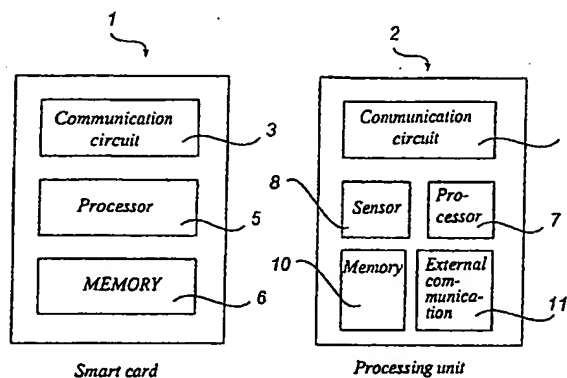 1
2
Communication
circuit
3
Processor
5
MEMORY
6
Smart card
Communication
circuit
8
Sensor
Pro-
cessor
7
10
Memory
External
com-
munica-
tion
11
Processing unit